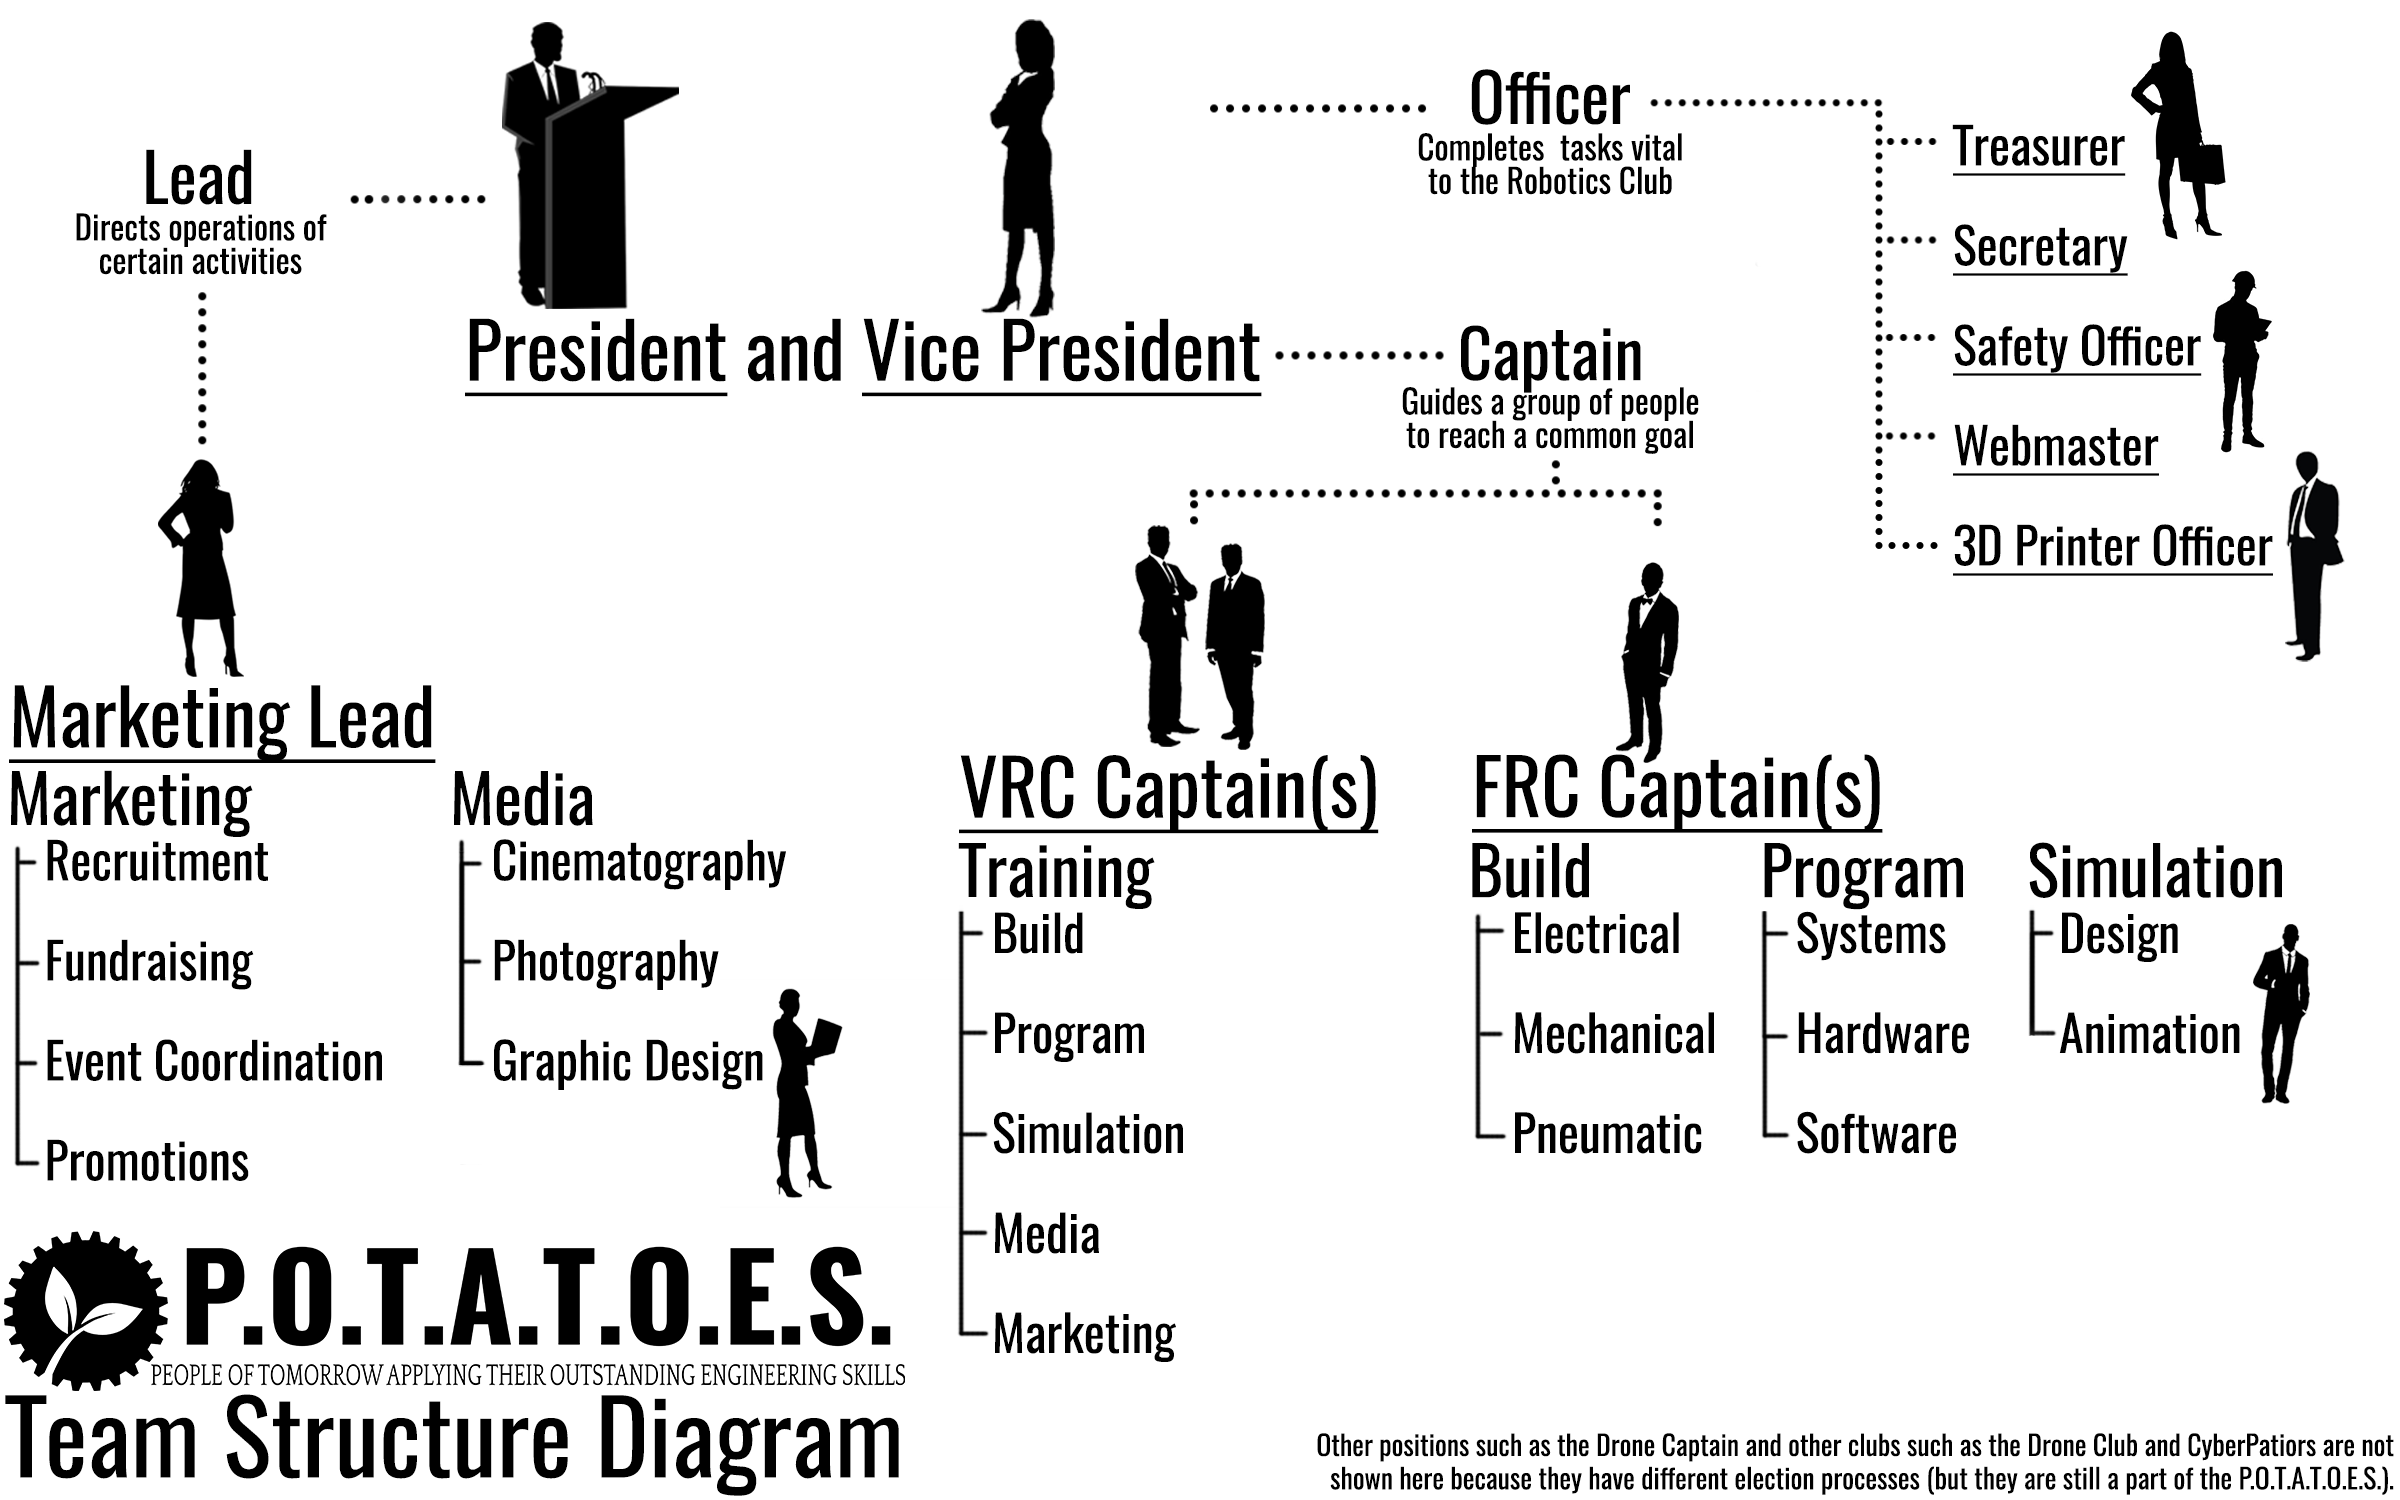 Lead
Directs operations of
certain activities
President and Vice President
Officer
Completes tasks vital
to the Robotics Club
Treasurer
Secretary
Safety Officer
Webmaster
3D Printer Officer
Captain
Guides a group of people
to reach a common goal
Marketing Lead
Marketing
Recruitment
Fundraising
Event Coordination
Promotions
Media
Cinematography
Photography
Graphic Design
VRC Captain(s)
Training
Build
Program
Simulation
Media
Marketing
FRC Captain(s)
Build
Electrical
Mechanical
Pneumatic
Program
Systems
Hardware
Software
Simulation
Design
Animation
P.O.T.A.T.O.E.S.
PEOPLE OF TOMORROW APPLYING THEIR OUTSTANDING ENGINEERING SKILLS
Team Structure Diagram
Other positions such as the Drone Captain and other clubs such as the Drone Club and CyberPatiors are not
shown here because they have different election processes (but they are still a part of the P.O.T.A.T.O.E.S.).